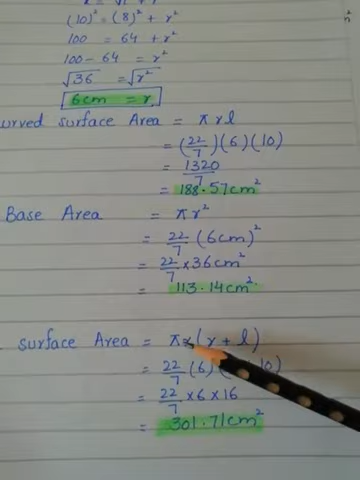 (10)² = (8)² + r²
100 = 64 + r²
100 - 64 = r²
√36 = √r²
6cm = r
urved Surface Area = πrl
= (22/7)(6)(10)
= 1320/7
= 188.57cm²
Base Area = πr²
= 22/7 (6cm)²
= 22/7 × 36cm²
= 113.14cm²
surface Area = πr(r + l)
= 22/7 (6)( 10)
= 22/7 × 6 × 16
= 301.71cm²